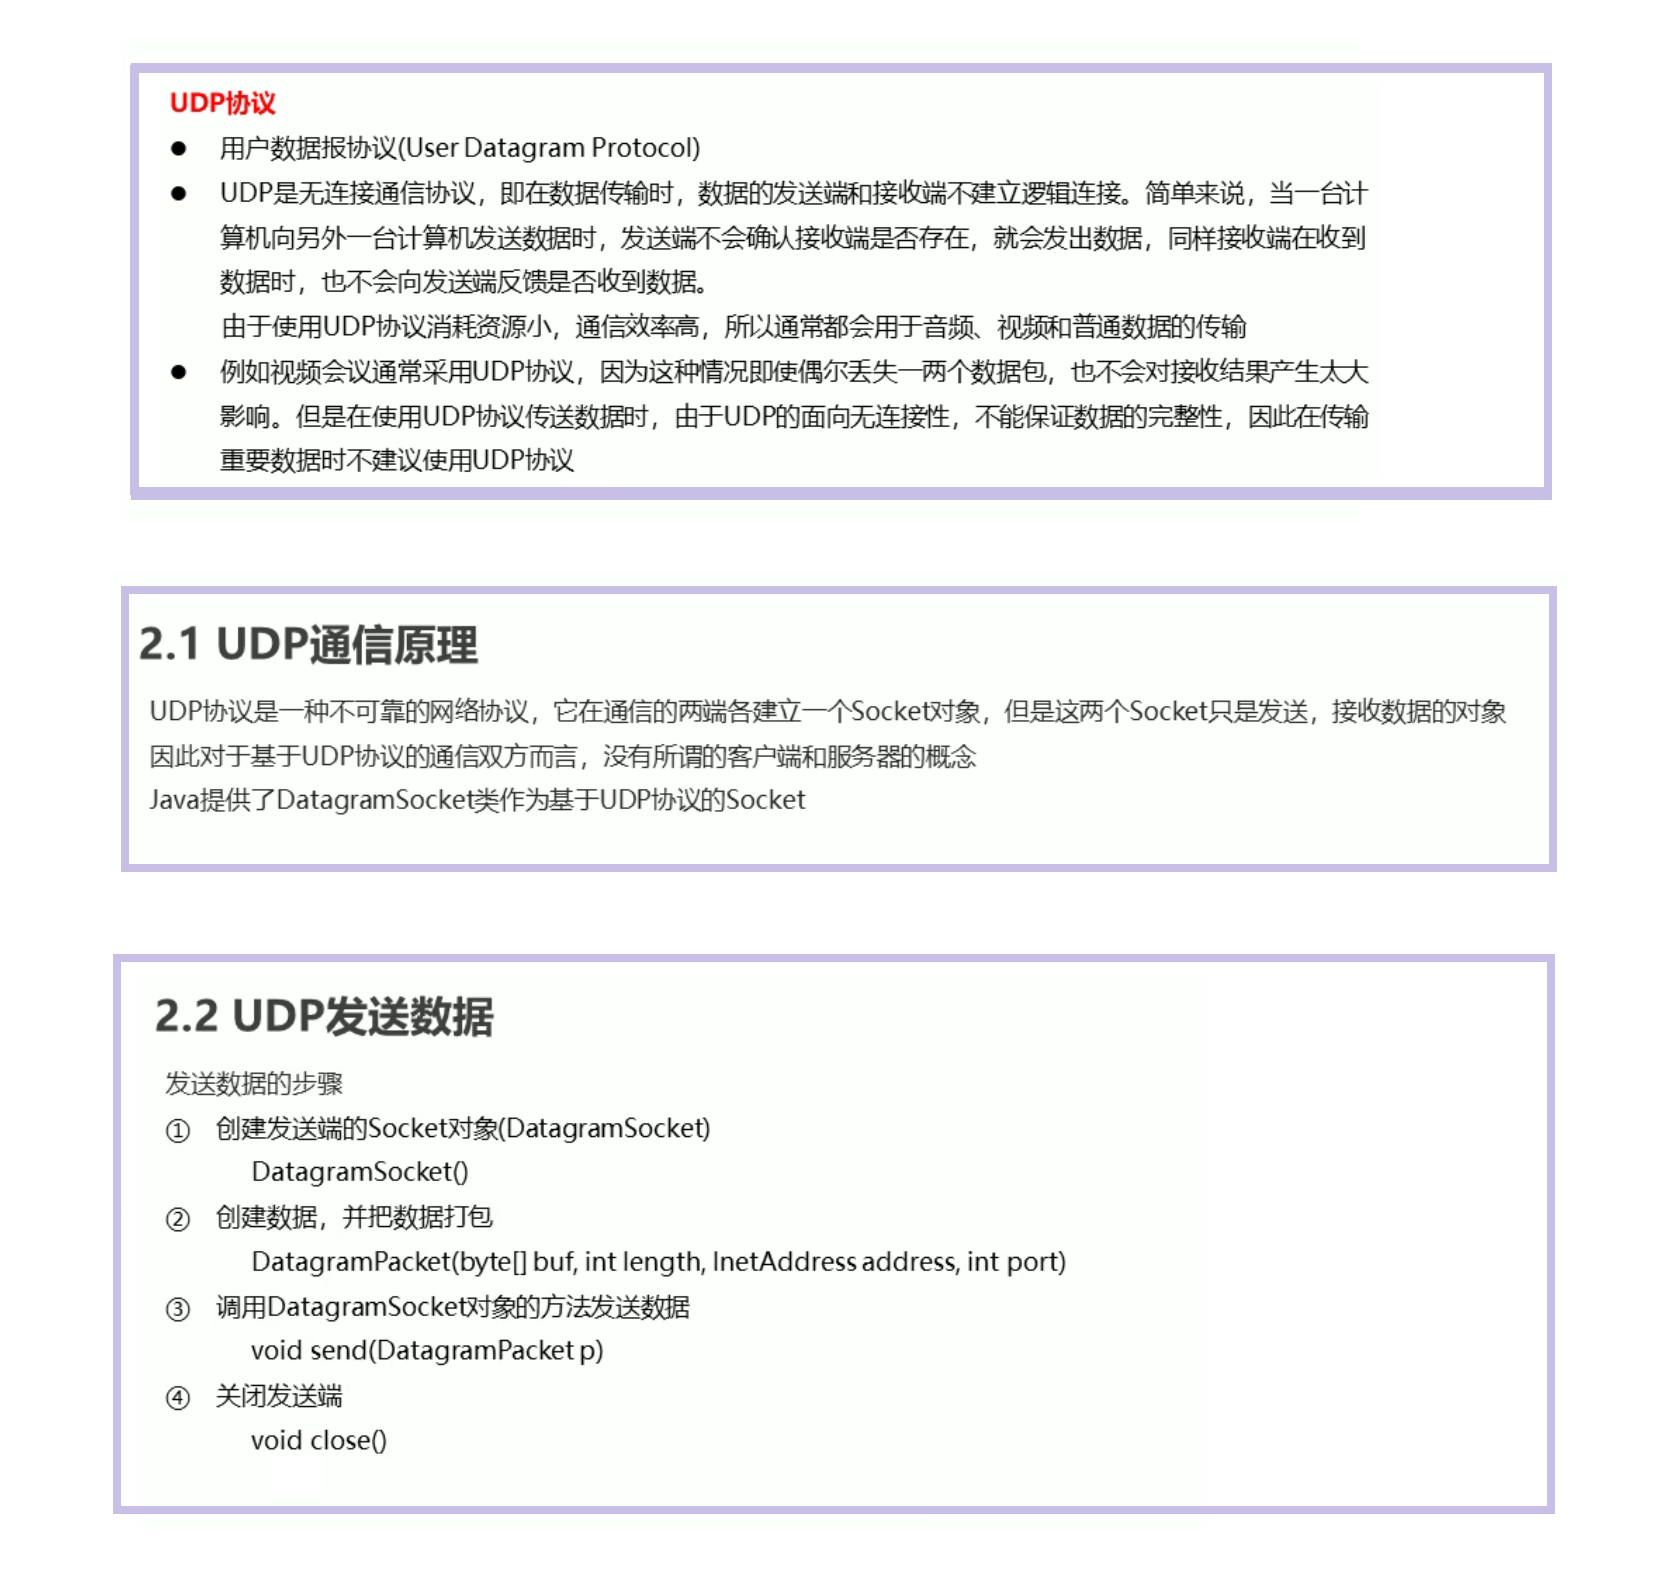 UDP协议
● 用户数据报协议(User Datagram Protocol)
● UDP是无连接通信协议，即在数据传输时，数据的发送端和接收端不建立逻辑连接。简单来说，当一台计
算机向另外一台计算机发送数据时，发送端不会确认接收端是否存在，就会发出数据，同样接收端在收到
数据时，也不会向发送端反馈是否收到数据。
由于使用UDP协议消耗资源小，通信效率高，所以通常都会用于音频、视频和普通数据的传输
● 例如视频会议通常采用UDP协议，因为这种情况即使偶尔丢失一两个数据包，也不会对接收结果产生太大
影响。但是在使用UDP协议传送数据时，由于UDP的面向无连接性，不能保证数据的完整性，因此在传输
重要数据时不建议使用UDP协议
2.1 UDP通信原理
UDP协议是一种不可靠的网络协议，它在通信的两端各建立一个Socket对象，但是这两个Socket只是发送，接收数据的对象
因此对于基于UDP协议的通信双方而言，没有所谓的客户端和服务器的概念
Java提供了DatagramSocket类作为基于UDP协议的Socket
2.2 UDP发送数据
发送数据的步骤
① 创建发送端的Socket对象(DatagramSocket)
DatagramSocket()
② 创建数据，并把数据打包
DatagramPacket(byte[] buf, int length, InetAddress address, int port)
③ 调用DatagramSocket对象的方法发送数据
void send(DatagramPacket p)
④ 关闭发送端
void close()